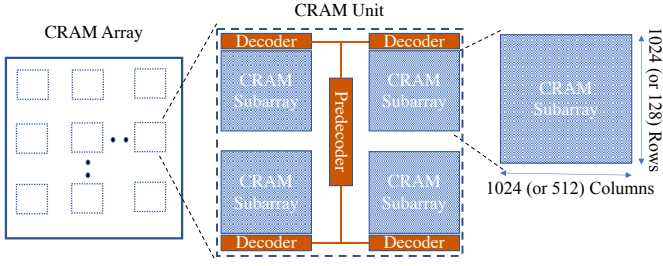 CRAM Array
CRAM Unit
Decoder
Decoder
CRAM
Subarray
CRAM
Subarray
Predecoder
CRAM
Subarray
CRAM
Subarray
Decoder
Decoder
CRAM
Subarray
1024 (or 128) Rows
1024 (or 512) Columns